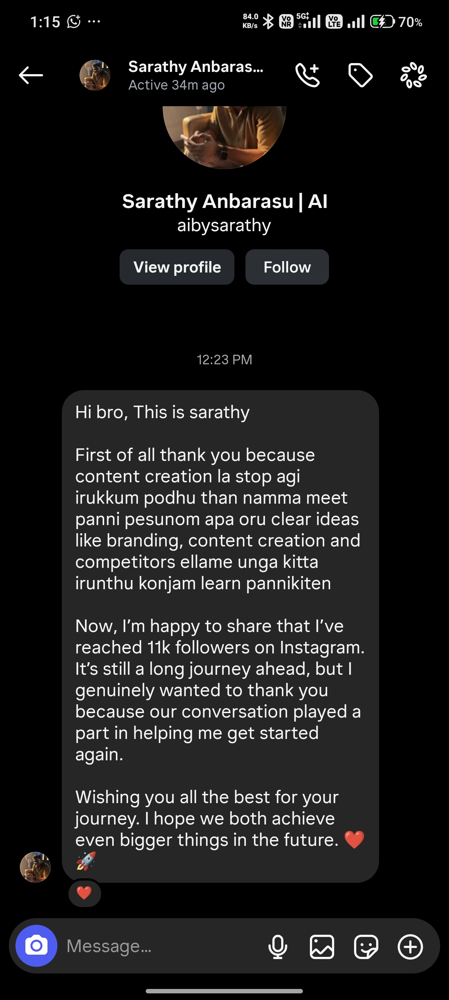 1:15
84.0
KB/s
Vo
NR
5G
Vo
LTE
70%
Sarathy Anbaras...
Active 34m ago
Sarathy Anbarasu | AI
aibysarathy
View profile
Follow
12:23 PM
Hi bro, This is sarathy
First of all thank you because
content creation la stop agi
irukkum podhu than namma meet
panni pesunom apa oru clear ideas
like branding, content creation and
competitors ellame unga kitta
irunthu konjam learn pannikiten
Now, I’m happy to share that I’ve
reached 11k followers on Instagram.
It’s still a long journey ahead, but I
genuinely wanted to thank you
because our conversation played a
part in helping me get started
again.
Wishing you all the best for your
journey. I hope we both achieve
even bigger things in the future. ❤️
🚀
❤️
Message...